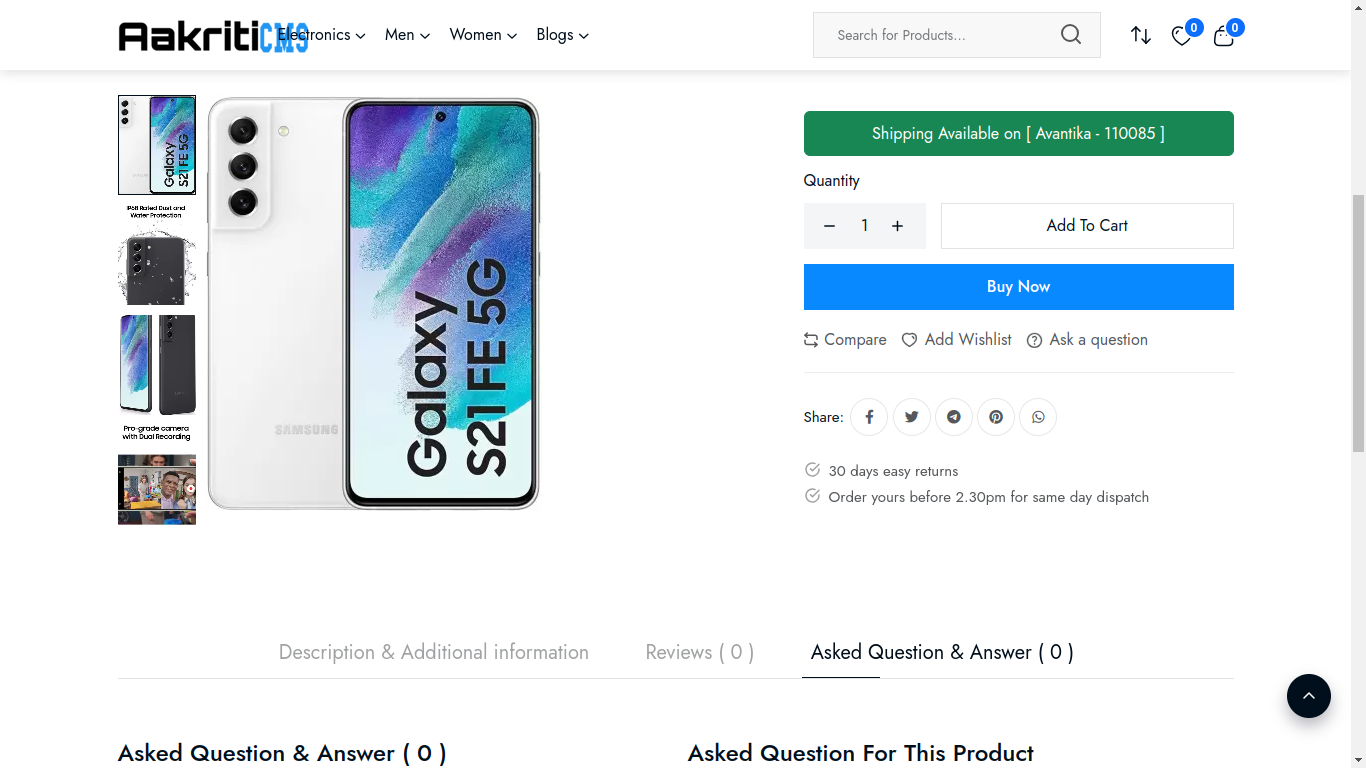 AakritiCMS
Electronics
Men
Women
Blogs
Search for Products...
0
0
Galaxy
S21 FE 5G
IP68 Rated Dust and
Water Protection
Pro-grade camera
with Dual Recording
SAMSUNG
Galaxy
S21 FE 5G
Shipping Available on [ Avantika - 110085 ]
Quantity
− 1 +
Add To Cart
Buy Now
Compare
Add Wishlist
Ask a question
Share:
30 days easy returns
Order yours before 2.30pm for same day dispatch
Description & Additional information
Reviews ( 0 )
Asked Question & Answer ( 0 )
Asked Question & Answer ( 0 )
Asked Question For This Product